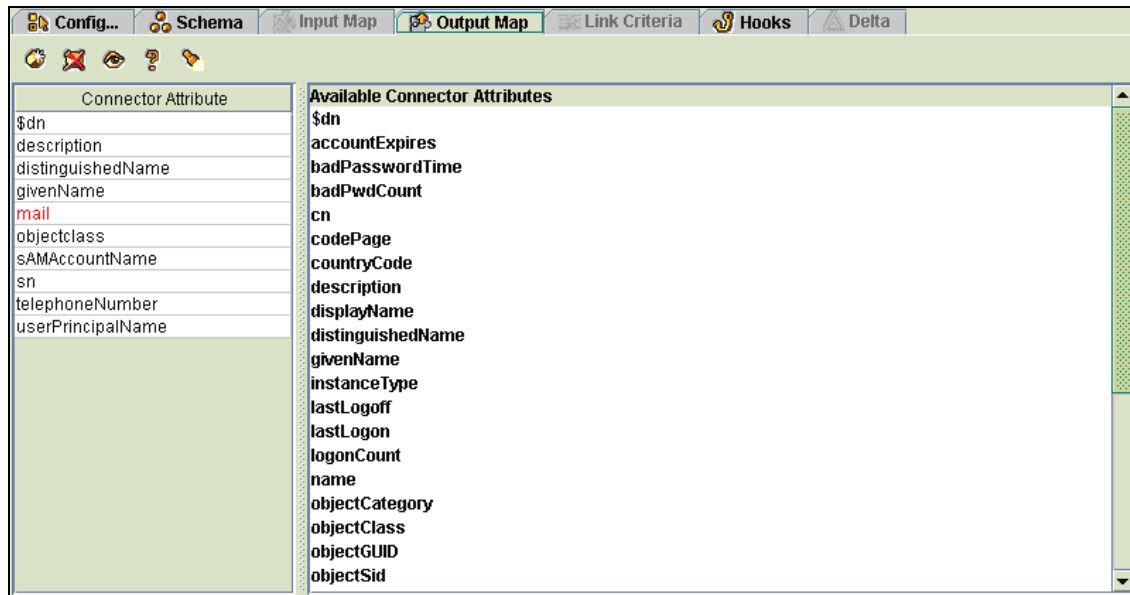 Config... Schema Input Map Output Map Link Criteria Hooks Delta
Connector Attribute
$dn
description
distinguishedName
givenName
mail
objectclass
sAMAccountName
sn
telephoneNumber
userPrincipalName
Available Connector Attributes
$dn
accountExpires
badPasswordTime
badPwdCount
cn
codePage
countryCode
description
displayName
distinguishedName
givenName
instanceType
lastLogoff
lastLogon
logonCount
name
objectCategory
objectClass
objectGUID
objectSid